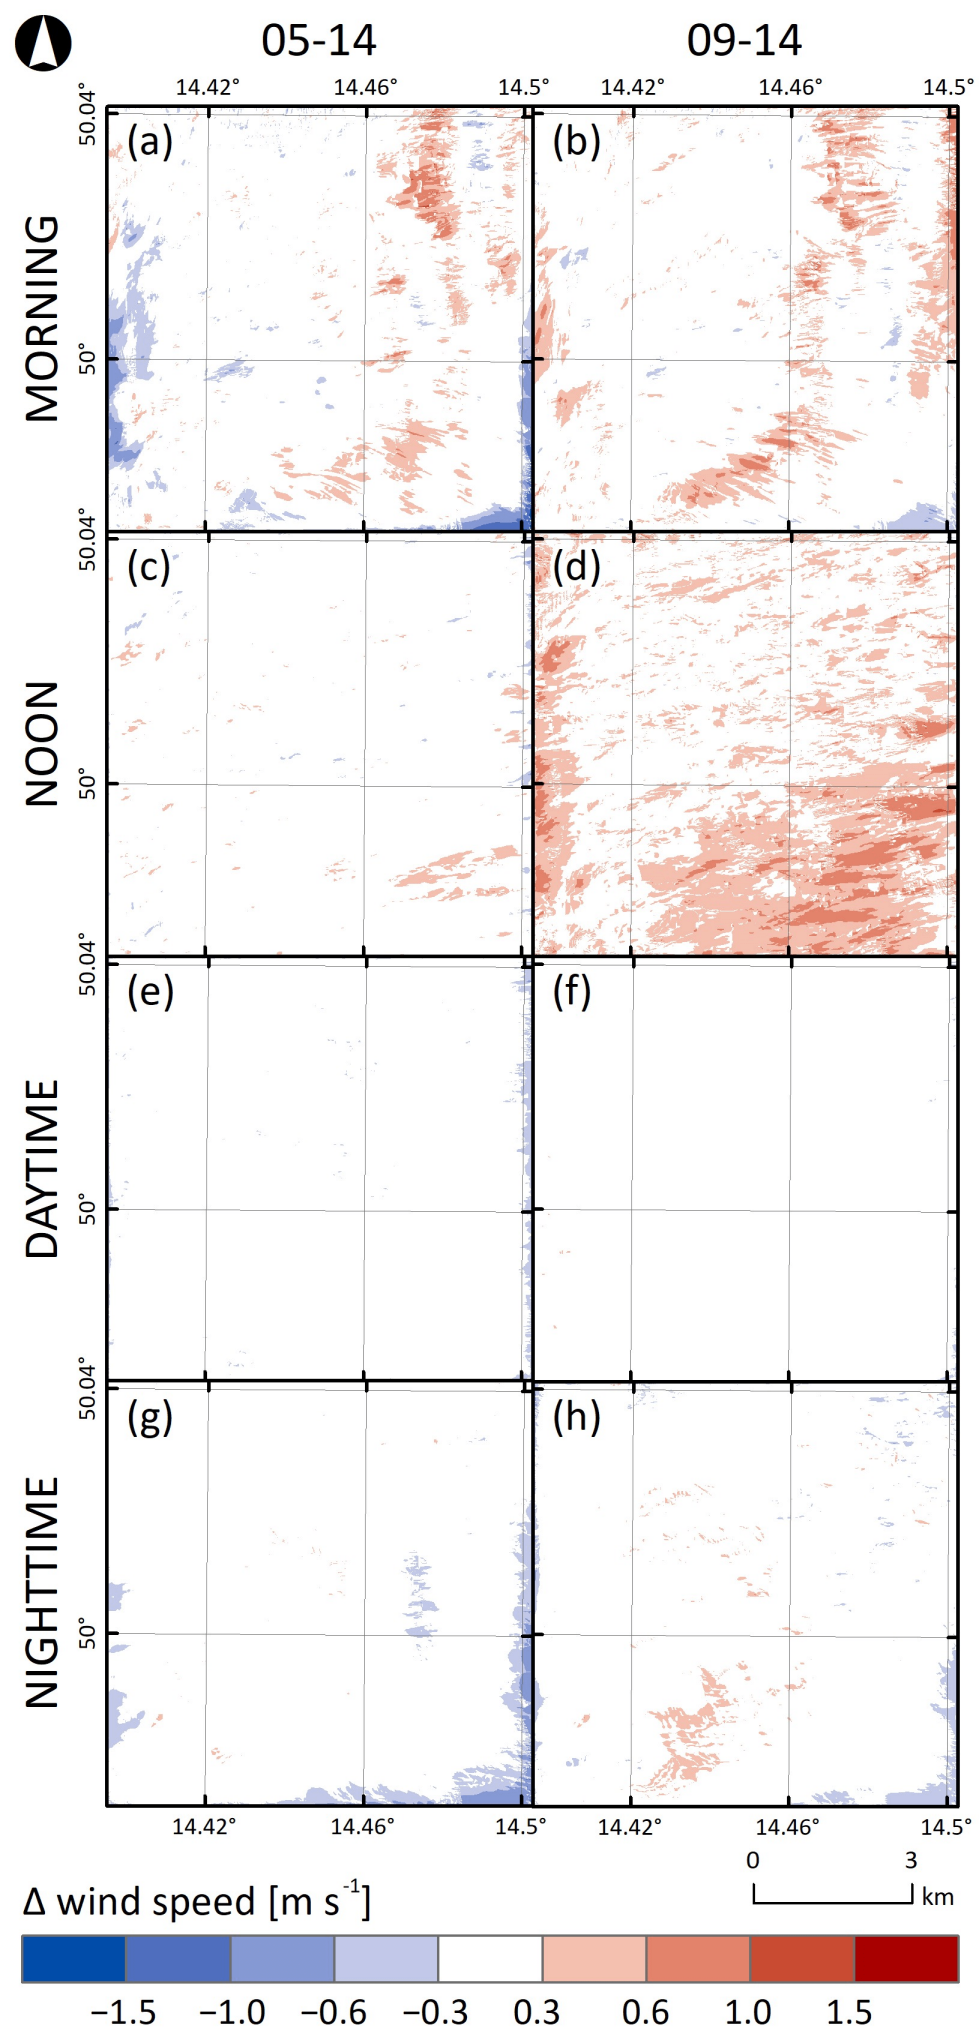 05-14 09-14
14.42° 14.46° 14.5° 14.42° 14.46° 14.5°
50.04°
(a) (b)
MORNING
50°
50.04°
(c) (d)
NOON
50°
50.04°
(e) (f)
DAYTIME
50°
50.04°
(g) (h)
NIGHTTIME
50°
14.42° 14.46° 14.5° 14.42° 14.46° 14.5°
0 3
km
Δ wind speed [m s⁻¹]
−1.5 −1.0 −0.6 −0.3 0.3 0.6 1.0 1.5